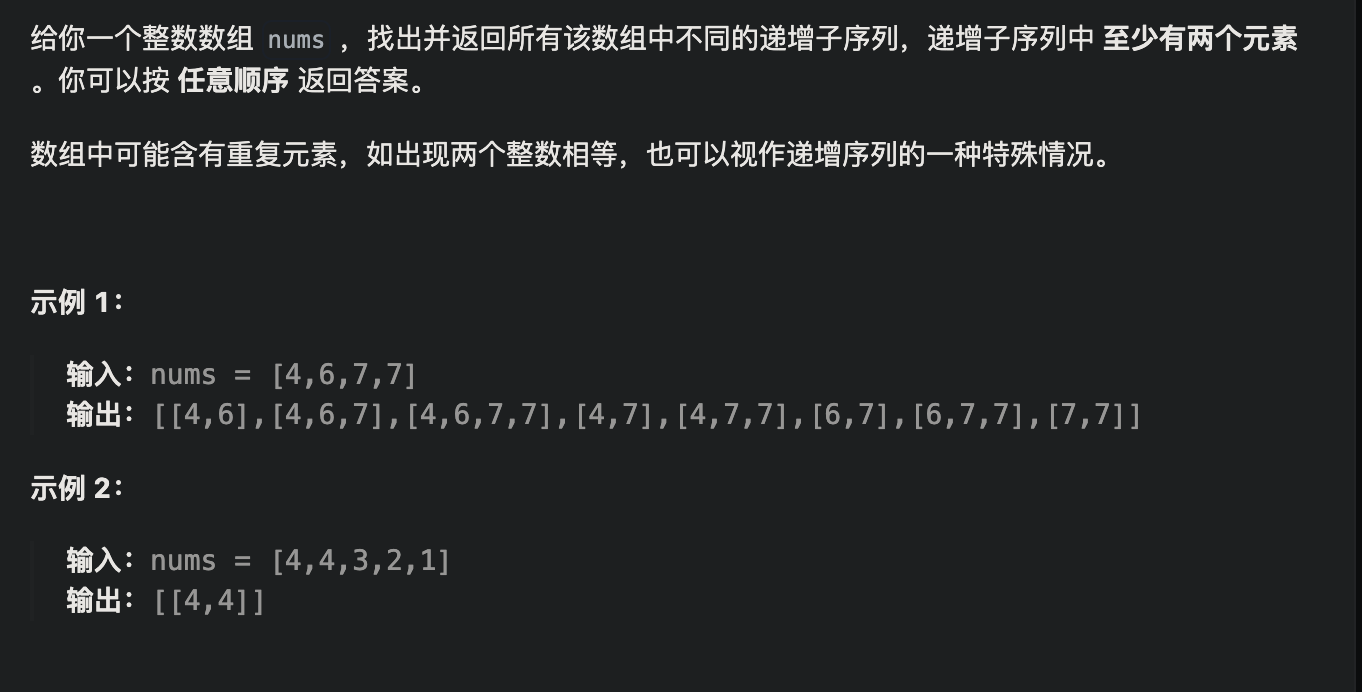 给你一个整数数组 nums ，找出并返回所有该数组中不同的递增子序列，递增子序列中 至少有两个元素
。你可以按 任意顺序 返回答案。
数组中可能含有重复元素，如出现两个整数相等，也可以视作递增序列的一种特殊情况。
示例 1：
输入：nums = [4,6,7,7]
输出：[[4,6],[4,6,7],[4,6,7,7],[4,7],[4,7,7],[6,7],[6,7,7],[7,7]]
示例 2：
输入：nums = [4,4,3,2,1]
输出：[[4,4]]